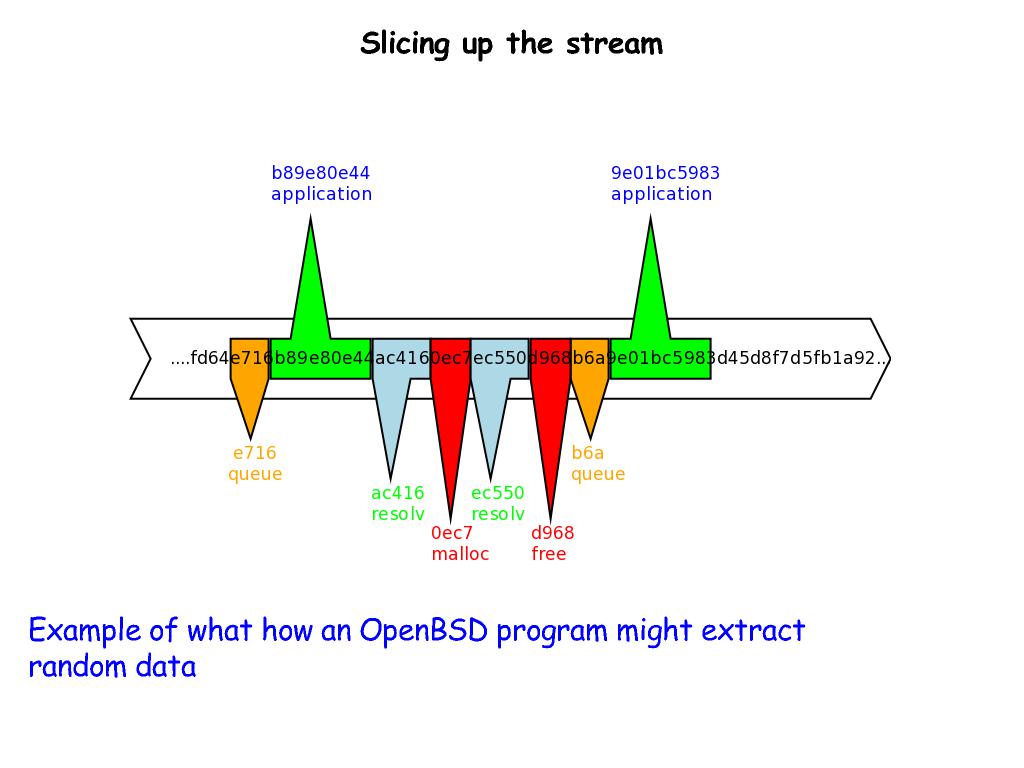 Slicing up the stream
b89e80e44
application
9e01bc5983
application
....fd64e716b89e80e44ac4160ec7ec550d968b6a9e01bc5983d45d8f7d5fb1a92...
e716
queue
b6a
queue
ac416
resolv
ec550
resolv
0ec7
malloc
d968
free
Example of what how an OpenBSD program might extract
random data